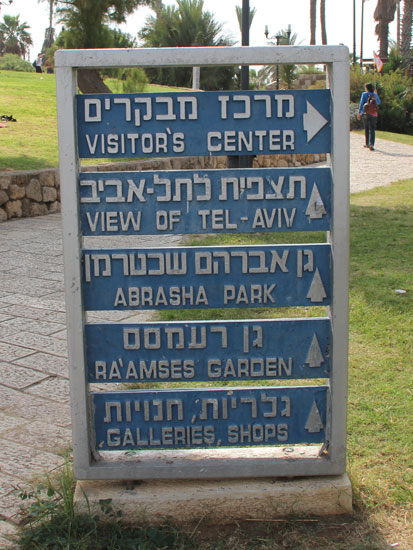 מרכז מבקרים
VISITOR'S CENTER
תצפית לתל-אביב
VIEW OF TEL-AVIV
גן אברהם שכטרמן
ABRASHA PARK
גן רעמסס
RA'AMSES GARDEN
גלריות, חנויות
GALLERIES, SHOPS